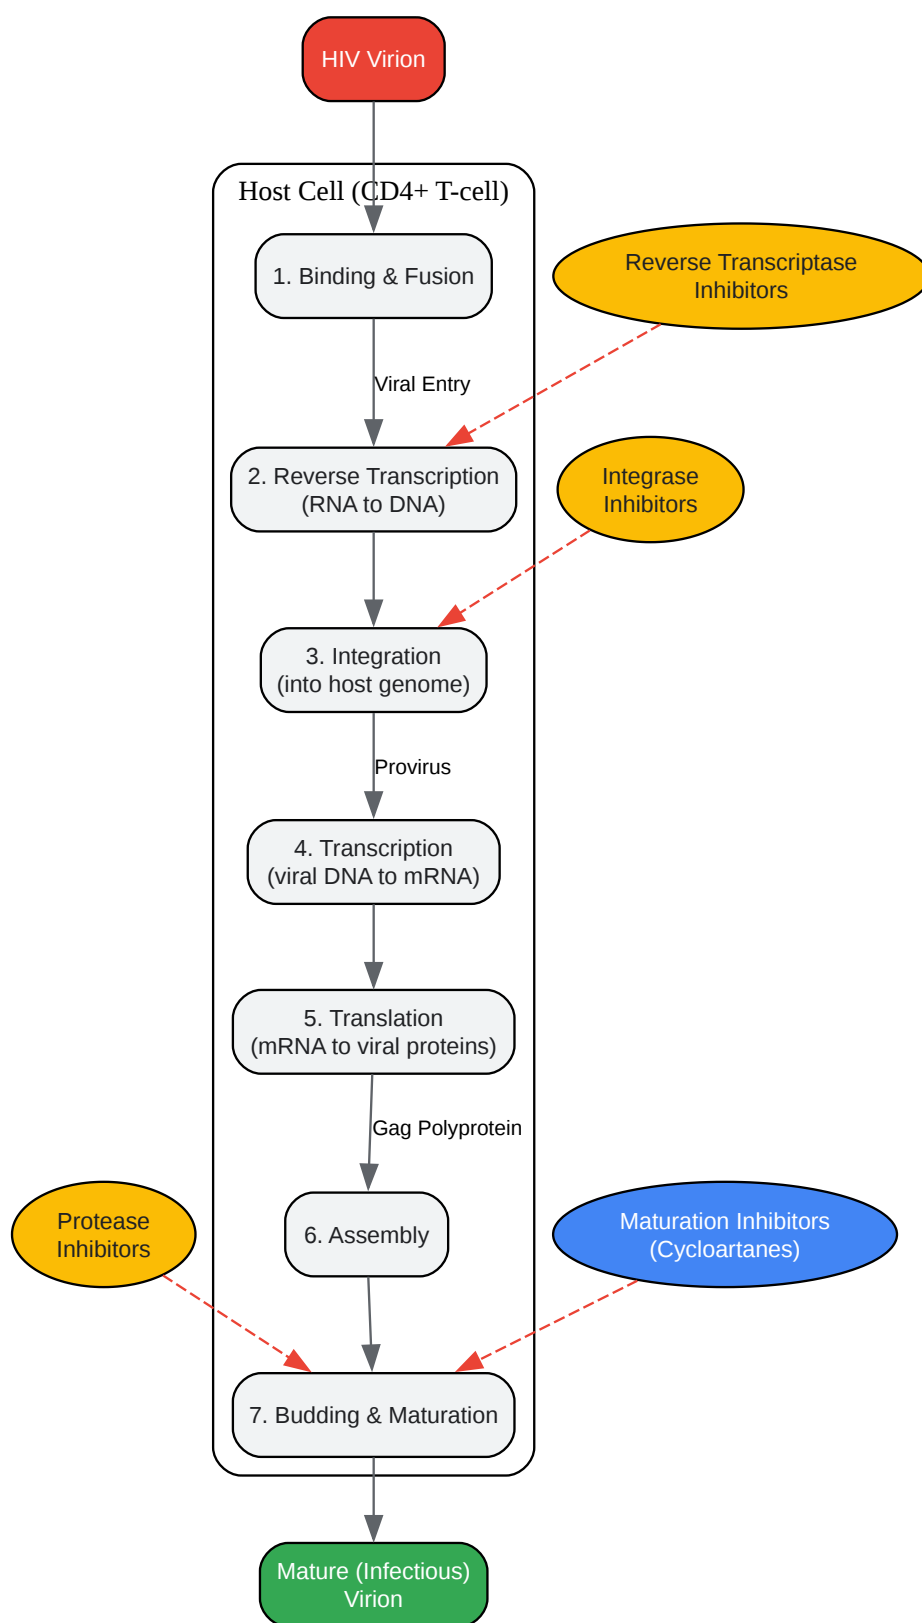 HIV Virion
Host Cell (CD4+ T-cell)
1. Binding & Fusion
Reverse Transcriptase
Inhibitors
Viral Entry
2. Reverse Transcription
(RNA to DNA)
Integrase
Inhibitors
3. Integration
(into host genome)
Provirus
4. Transcription
(viral DNA to mRNA)
5. Translation
(mRNA to viral proteins)
Gag Polyprotein
Protease
Inhibitors
6. Assembly
Maturation Inhibitors
(Cycloartanes)
7. Budding & Maturation
Mature (Infectious)
Virion